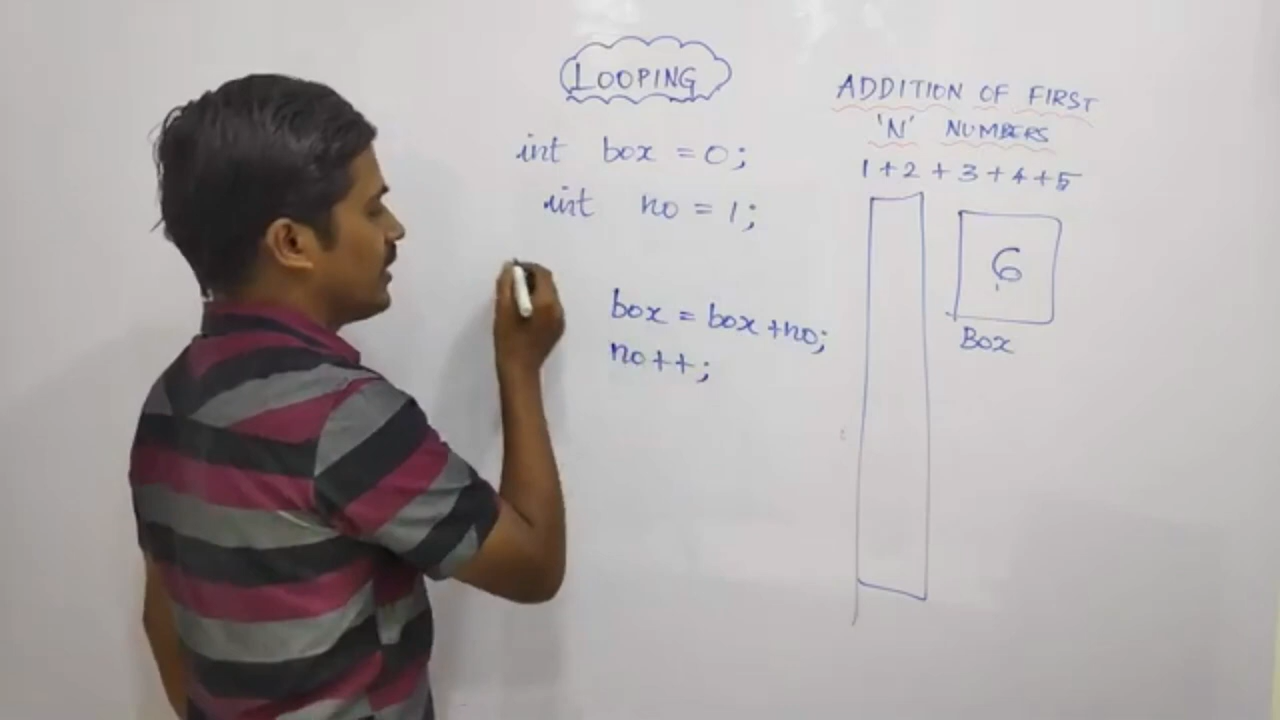 LOOPING
int box = 0;
int no = 1;
box = box + no;
no++;
ADDITION OF FIRST
'N' NUMBERS
1 + 2 + 3 + 4 + 5
6
Box